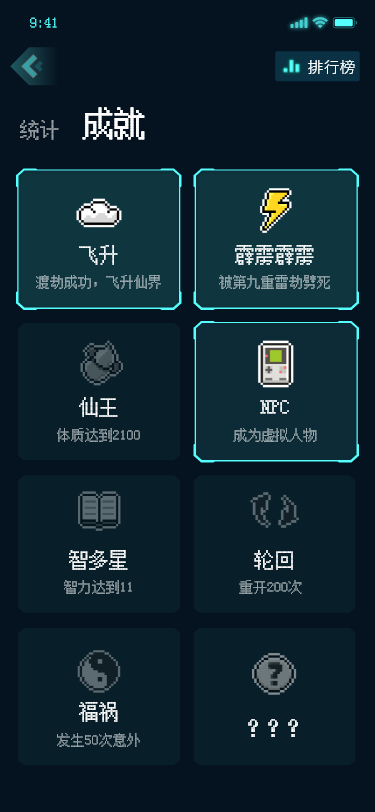 9:41
排行榜
统计 成就
飞升
渡劫成功，飞升仙界
霹雳霹雳
被第九重雷劫劈死
仙王
体质达到2100
NPC
成为虚拟人物
智多星
智力达到11
轮回
重开200次
福祸
发生50次意外
？？？